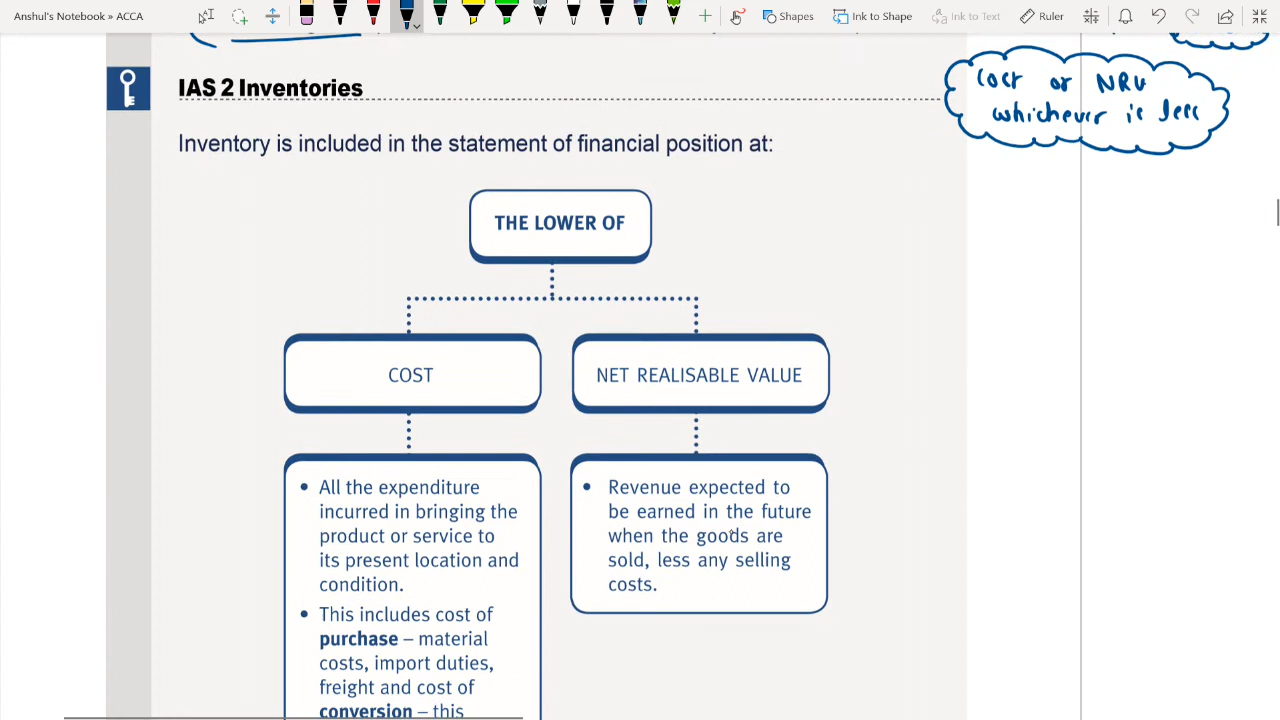 Anshul's Notebook » ACCA
Shapes
Ink to Shape
Ink to Text
Ruler
Cost or NRV
whichever is less
IAS 2 Inventories
Inventory is included in the statement of financial position at:
THE LOWER OF
COST
NET REALISABLE VALUE
• All the expenditure
incurred in bringing the
product or service to
its present location and
condition.
• This includes cost of
purchase – material
costs, import duties,
freight and cost of
conversion – this
• Revenue expected to
be earned in the future
when the goods are
sold, less any selling
costs.